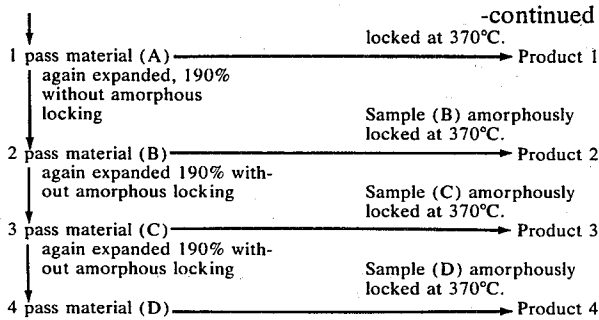 -continued
locked at 370°C.
1 pass material (A) Product 1
again expanded, 190%
without amorphous
locking
Sample (B) amorphously
locked at 370°C.
2 pass material (B) Product 2
again expanded 190% with-
out amorphous locking
Sample (C) amorphously
locked at 370°C.
3 pass material (C) Product 3
again expanded 190% with-
out amorphous locking
Sample (D) amorphously
locked at 370°C.
4 pass material (D) Product 4